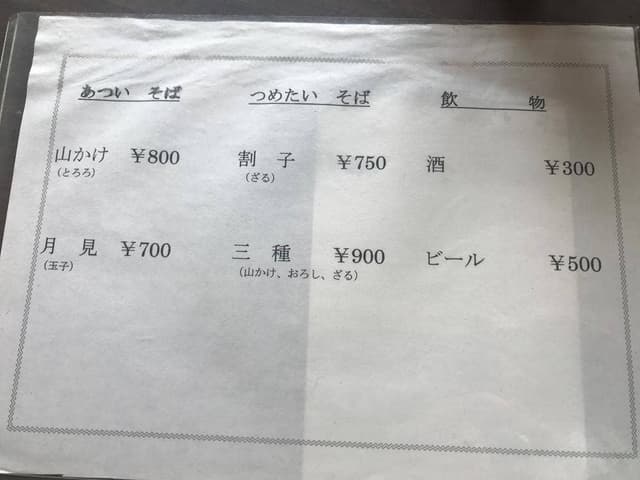 あつい そば
つめたい そば
飲 物
山かけ ¥800
(とろろ)
割 子 ¥750
(ざる)
酒 ¥300
月 見 ¥700
(玉子)
三 種 ¥900
(山かけ、おろし、ざる)
ビール ¥500